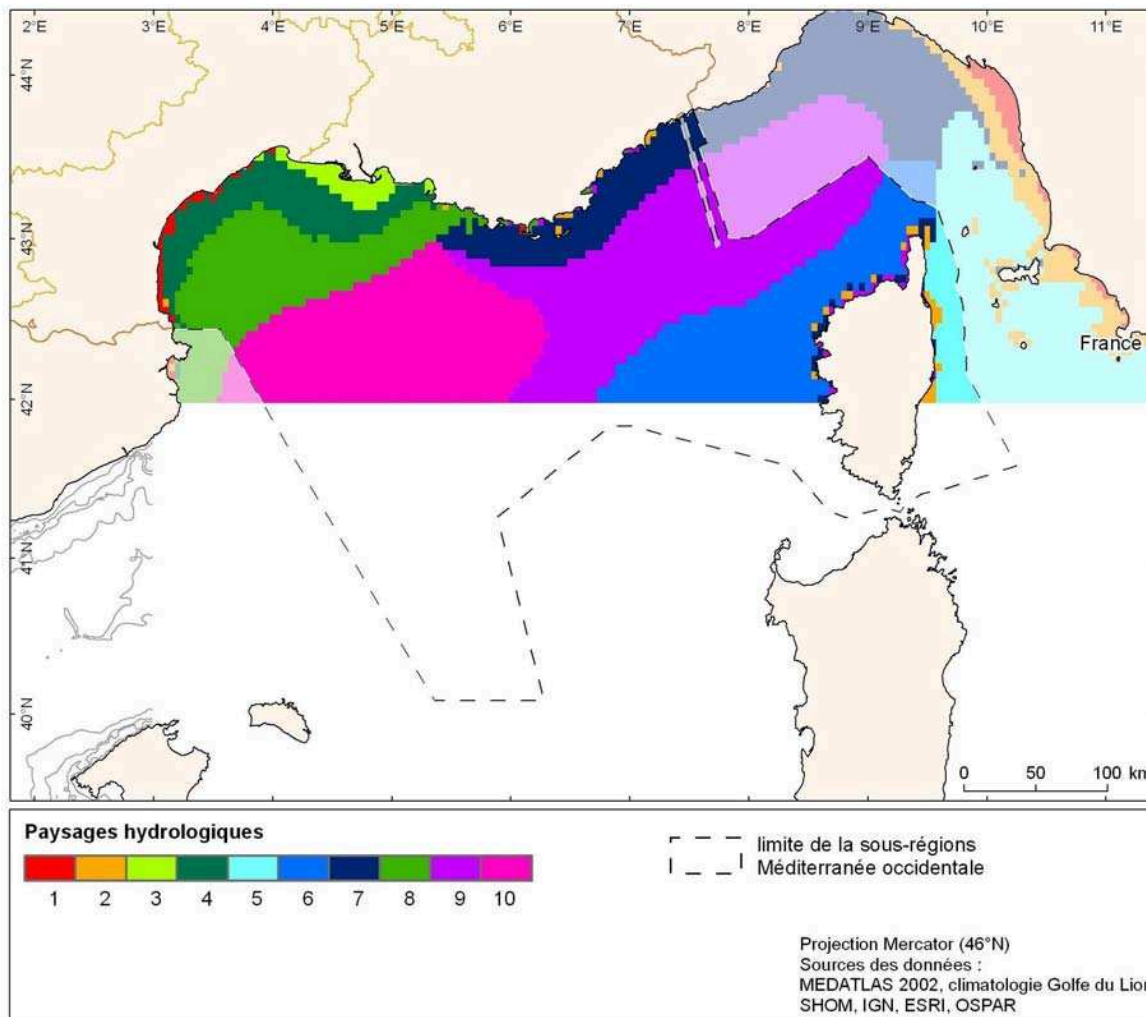 2°E 3°E 4°E 5°E 6°E 7°E 8°E 9°E 10°E 11°E
44°N
43°N
42°N
41°N
40°N
France
0 50 100 km
Paysages hydrologiques
1 2 3 4 5 6 7 8 9 10
limite de la sous-régions
Méditerranée occidentale
Projection Mercator (46°N)
Sources des données :
MEDATLAS 2002, climatologie Golfe du Lion
SHOM, IGN, ESRI, OSPAR